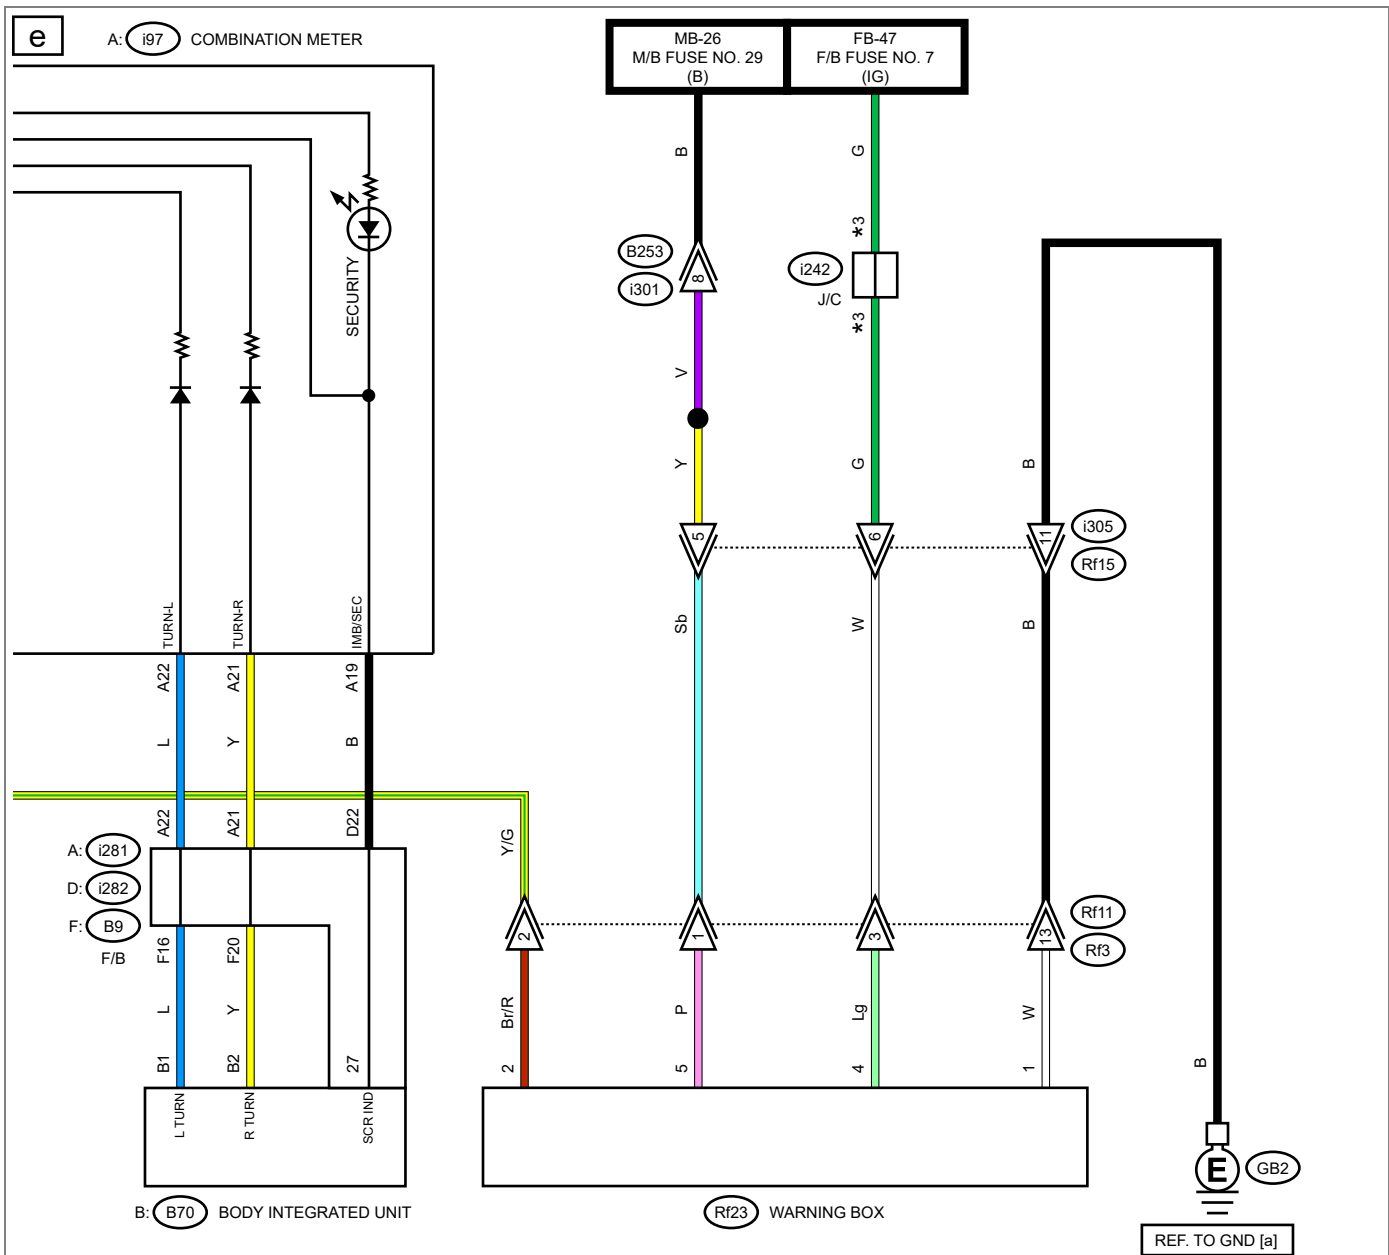 e
A: i97 COMBINATION METER
MB-26
M/B FUSE NO. 29
(B)
FB-47
F/B FUSE NO. 7
(IG)
B
G
*3
B253
i301
8
i242
J/C
*3
SECURITY
V
Y
G
B
5
6
11
i305
Rf15
Sb
W
B
TURN-L
TURN-R
IMB/SEC
A22
A21
A19
L
Y
B
A22
A21
D22
Y/G
A: i281
D: i282
F: B9
F/B
F16
F20
2
1
3
13
Rf11
Rf3
L
Y
Br/R
P
Lg
W
B
B1
B2
27
2
5
4
1
L TURN
R TURN
SCR IND
E
GB2
B: B70 BODY INTEGRATED UNIT
Rf23 WARNING BOX
REF. TO GND [a]